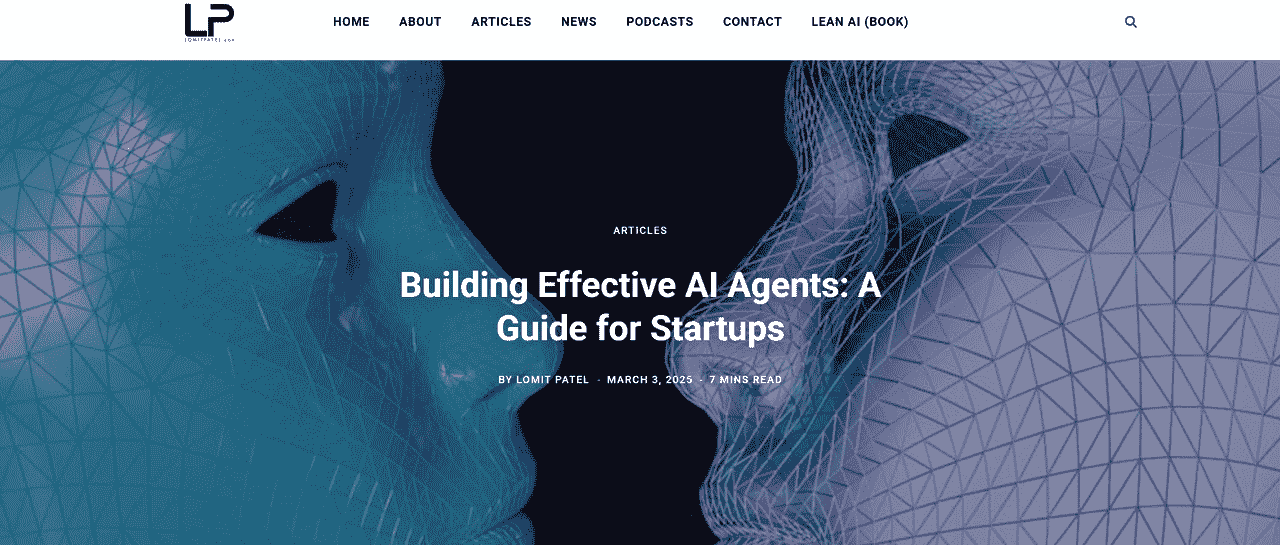 LP
HOME ABOUT ARTICLES NEWS PODCASTS CONTACT LEAN AI (BOOK)
ARTICLES
Building Effective AI Agents: A
Guide for Startups
BY LOMIT PATEL - MARCH 3, 2025 - 7 MINS READ